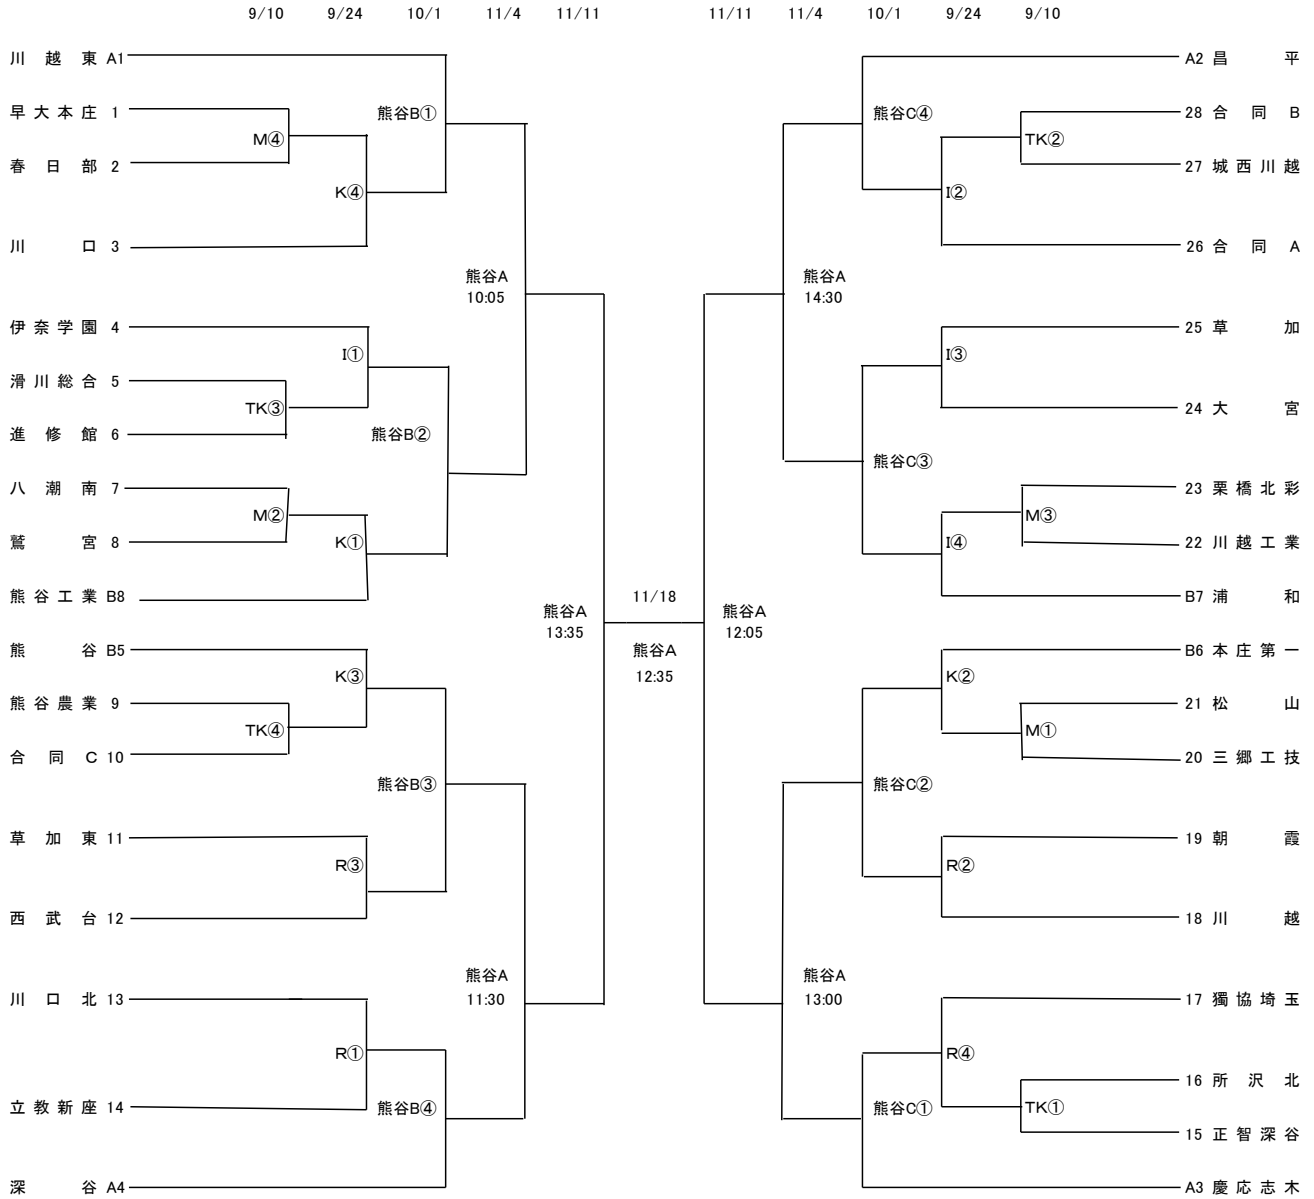 9/10 9/24 10/1 11/4 11/11 11/11 11/4 10/1 9/24 9/10
川越東 A1
早大本庄 1
春日部 2
川口 3
伊奈学園 4
滑川総合 5
進修館 6
八潮南 7
鷲宮 8
熊谷工業 B8
熊谷 B5
熊谷農業 9
合同C 10
草加東 11
西武台 12
川口北 13
立教新座 14
深谷 A4
M④
TK③
M②
TK④
K④
I①
K①
K③
R③
R①
熊谷B①
熊谷B②
熊谷B③
熊谷B④
熊谷A
10:05
熊谷A
11:30
熊谷A
13:35
11/18
熊谷A
12:35
熊谷A
12:05
熊谷A
14:30
熊谷A
13:00
熊谷C④
熊谷C③
熊谷C②
熊谷C①
I②
I③
I④
K②
R②
R④
TK②
M③
M①
TK①
A2 昌平
28 合同B
27 城西川越
26 合同A
25 草加
24 大宮
23 栗橋北彩
22 川越工業
B7 浦和
B6 本庄第一
21 松山
20 三郷工技
19 朝霞
18 川越
17 獨協埼玉
16 所沢北
15 正智深谷
A3 慶応志木